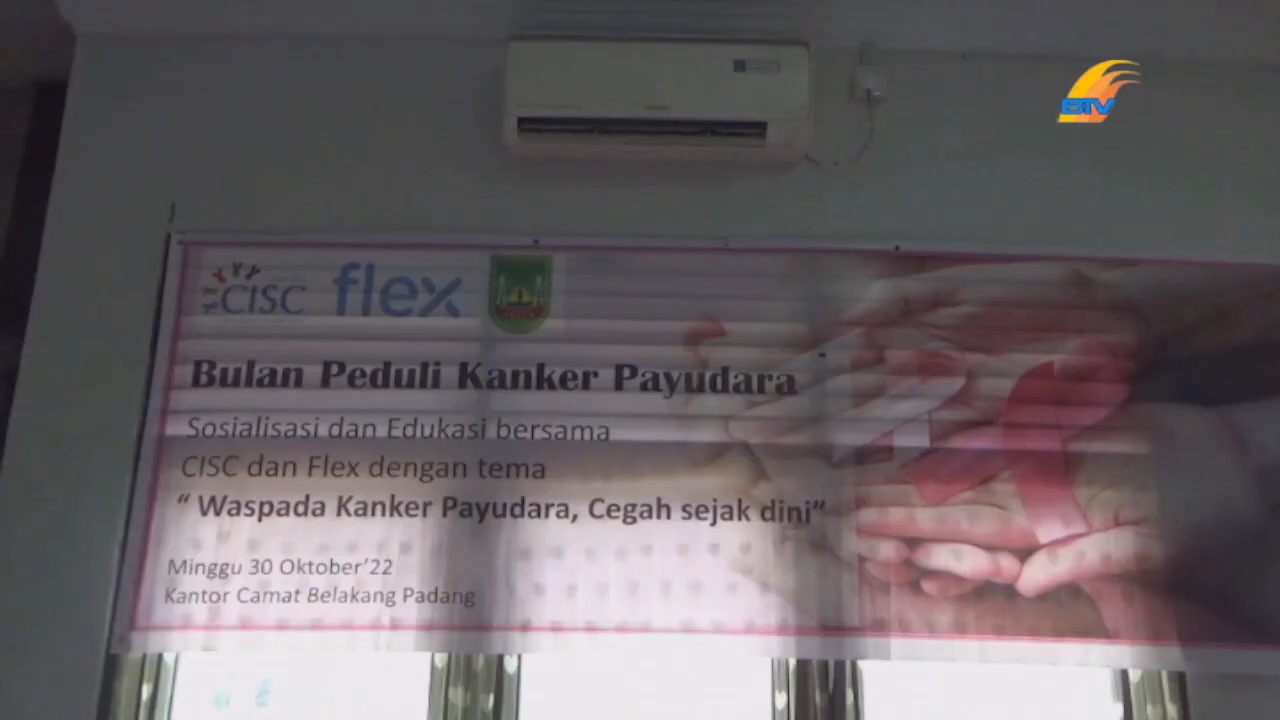 BTV
CISC flex
Bulan Peduli Kanker Payudara
Sosialisasi dan Edukasi bersama
CISC dan Flex dengan tema
“ Waspada Kanker Payudara, Cegah sejak dini”
Minggu 30 Oktober'22
Kantor Camat Belakang Padang